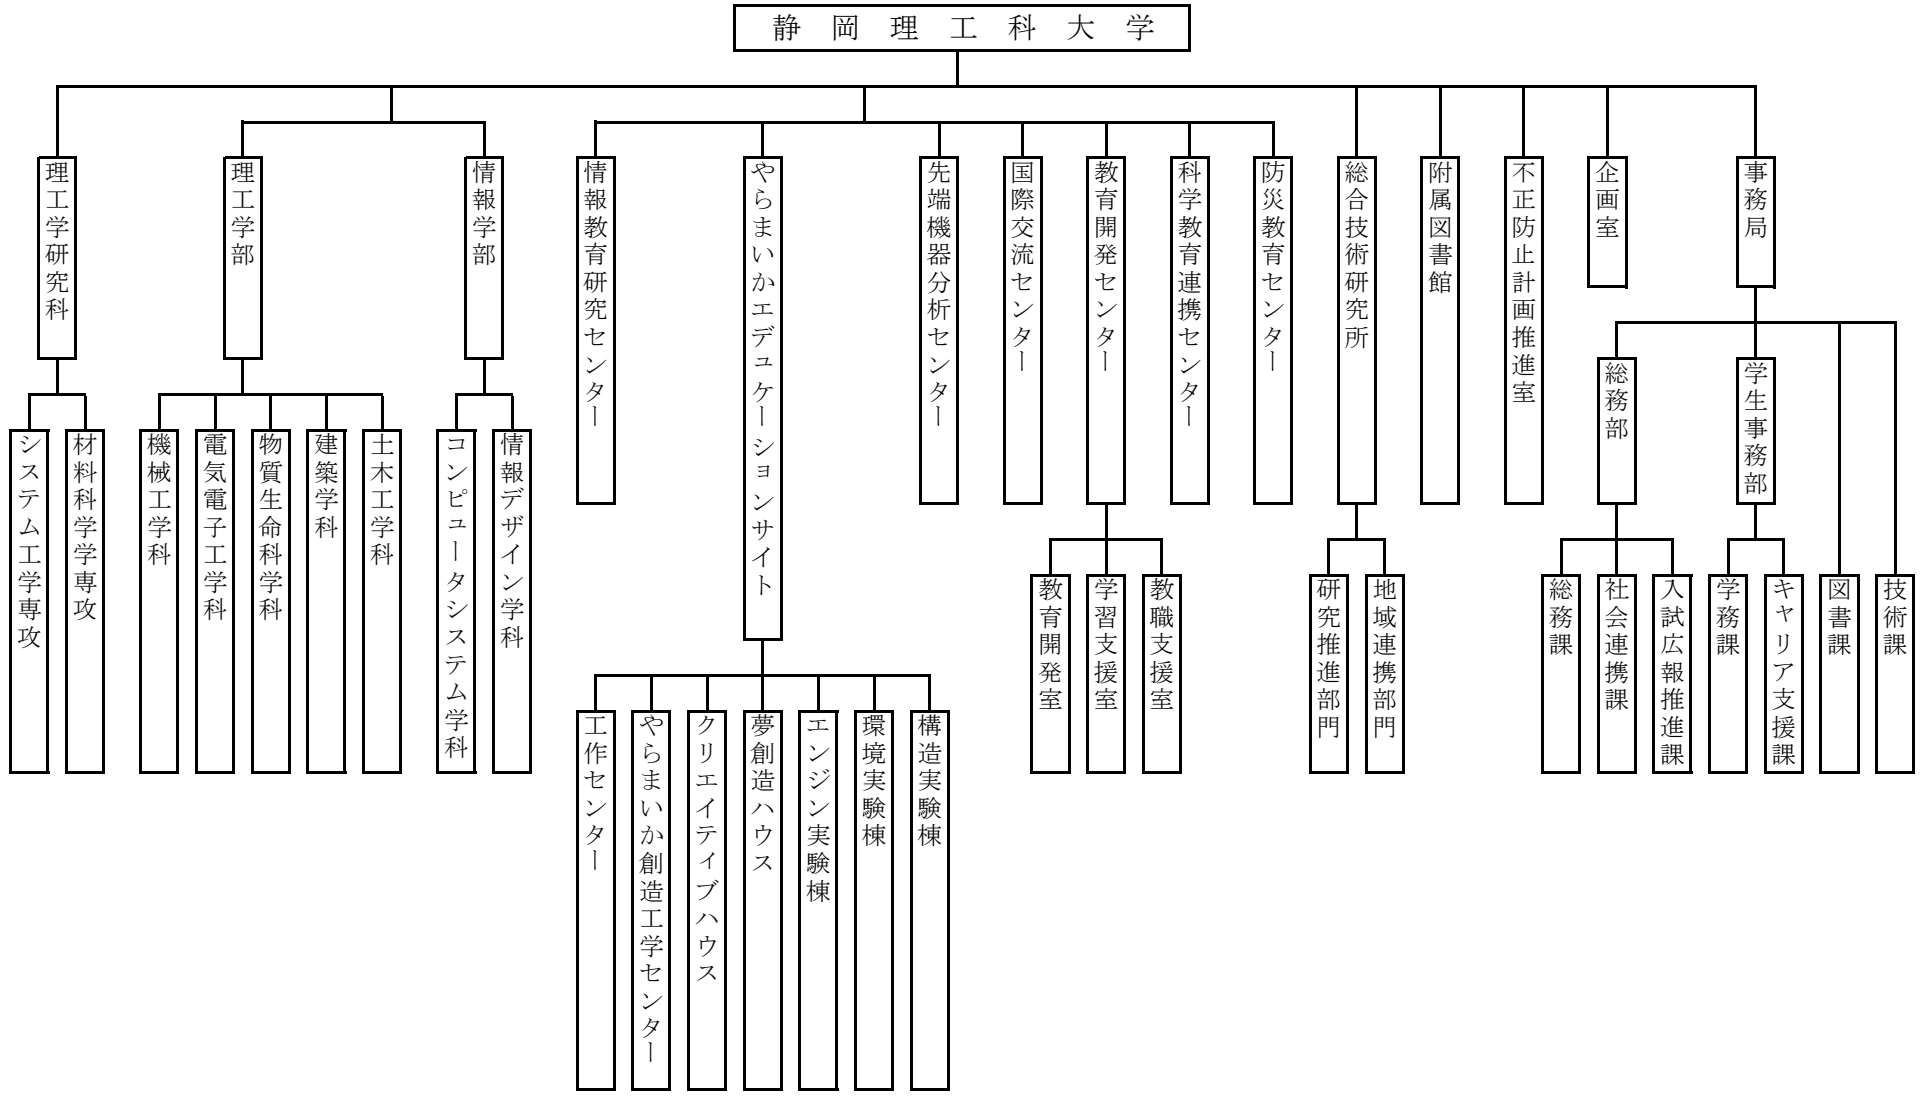 静岡理工科大学
理工学研究科
理工学部
情報学部
情報教育研究センター
やらまいかエデュケーションサイト
先端機器分析センター
国際交流センター
教育開発センター
科学教育連携センター
防災教育センター
総合技術研究所
附属図書館
不正防止計画推進室
企画室
事務局
総務部
学生事務部
システム工学専攻
材料科学学専攻
機械工学科
電気電子工学科
物質生命科学科
建築学科
土木工学科
コンピュータシステム学科
情報デザイン学科
教育開発室
学習支援室
教職支援室
研究推進部門
地域連携部門
総務課
社会連携課
入試広報推進課
学務課
キャリア支援課
図書課
技術課
工作センター
やらまいか創造工学センター
クリエイティブハウス
夢創造ハウス
エンジン実験棟
環境実験棟
構造実験棟